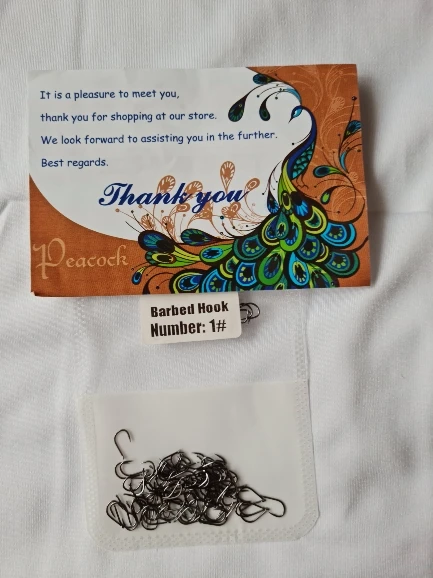 It is a pleasure to meet you,
thank you for shopping at our store.
We look forward to assisting you in the further.
Best regards.
Thank you
Peacock
Barbed Hook
Number: 1#